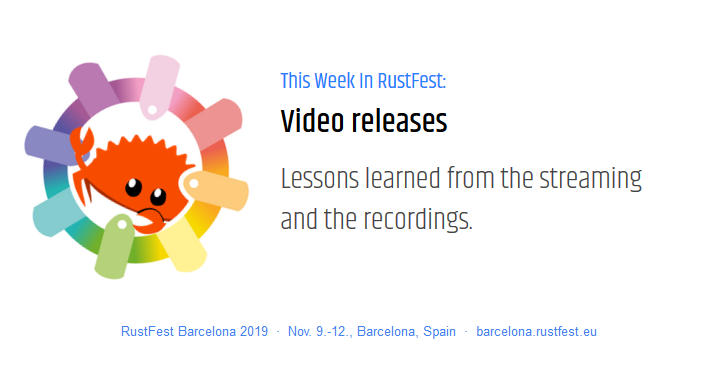 This Week In RustFest:
Video releases
Lessons learned from the streaming
and the recordings.
RustFest Barcelona 2019 · Nov. 9.-12., Barcelona, Spain · barcelona.rustfest.eu